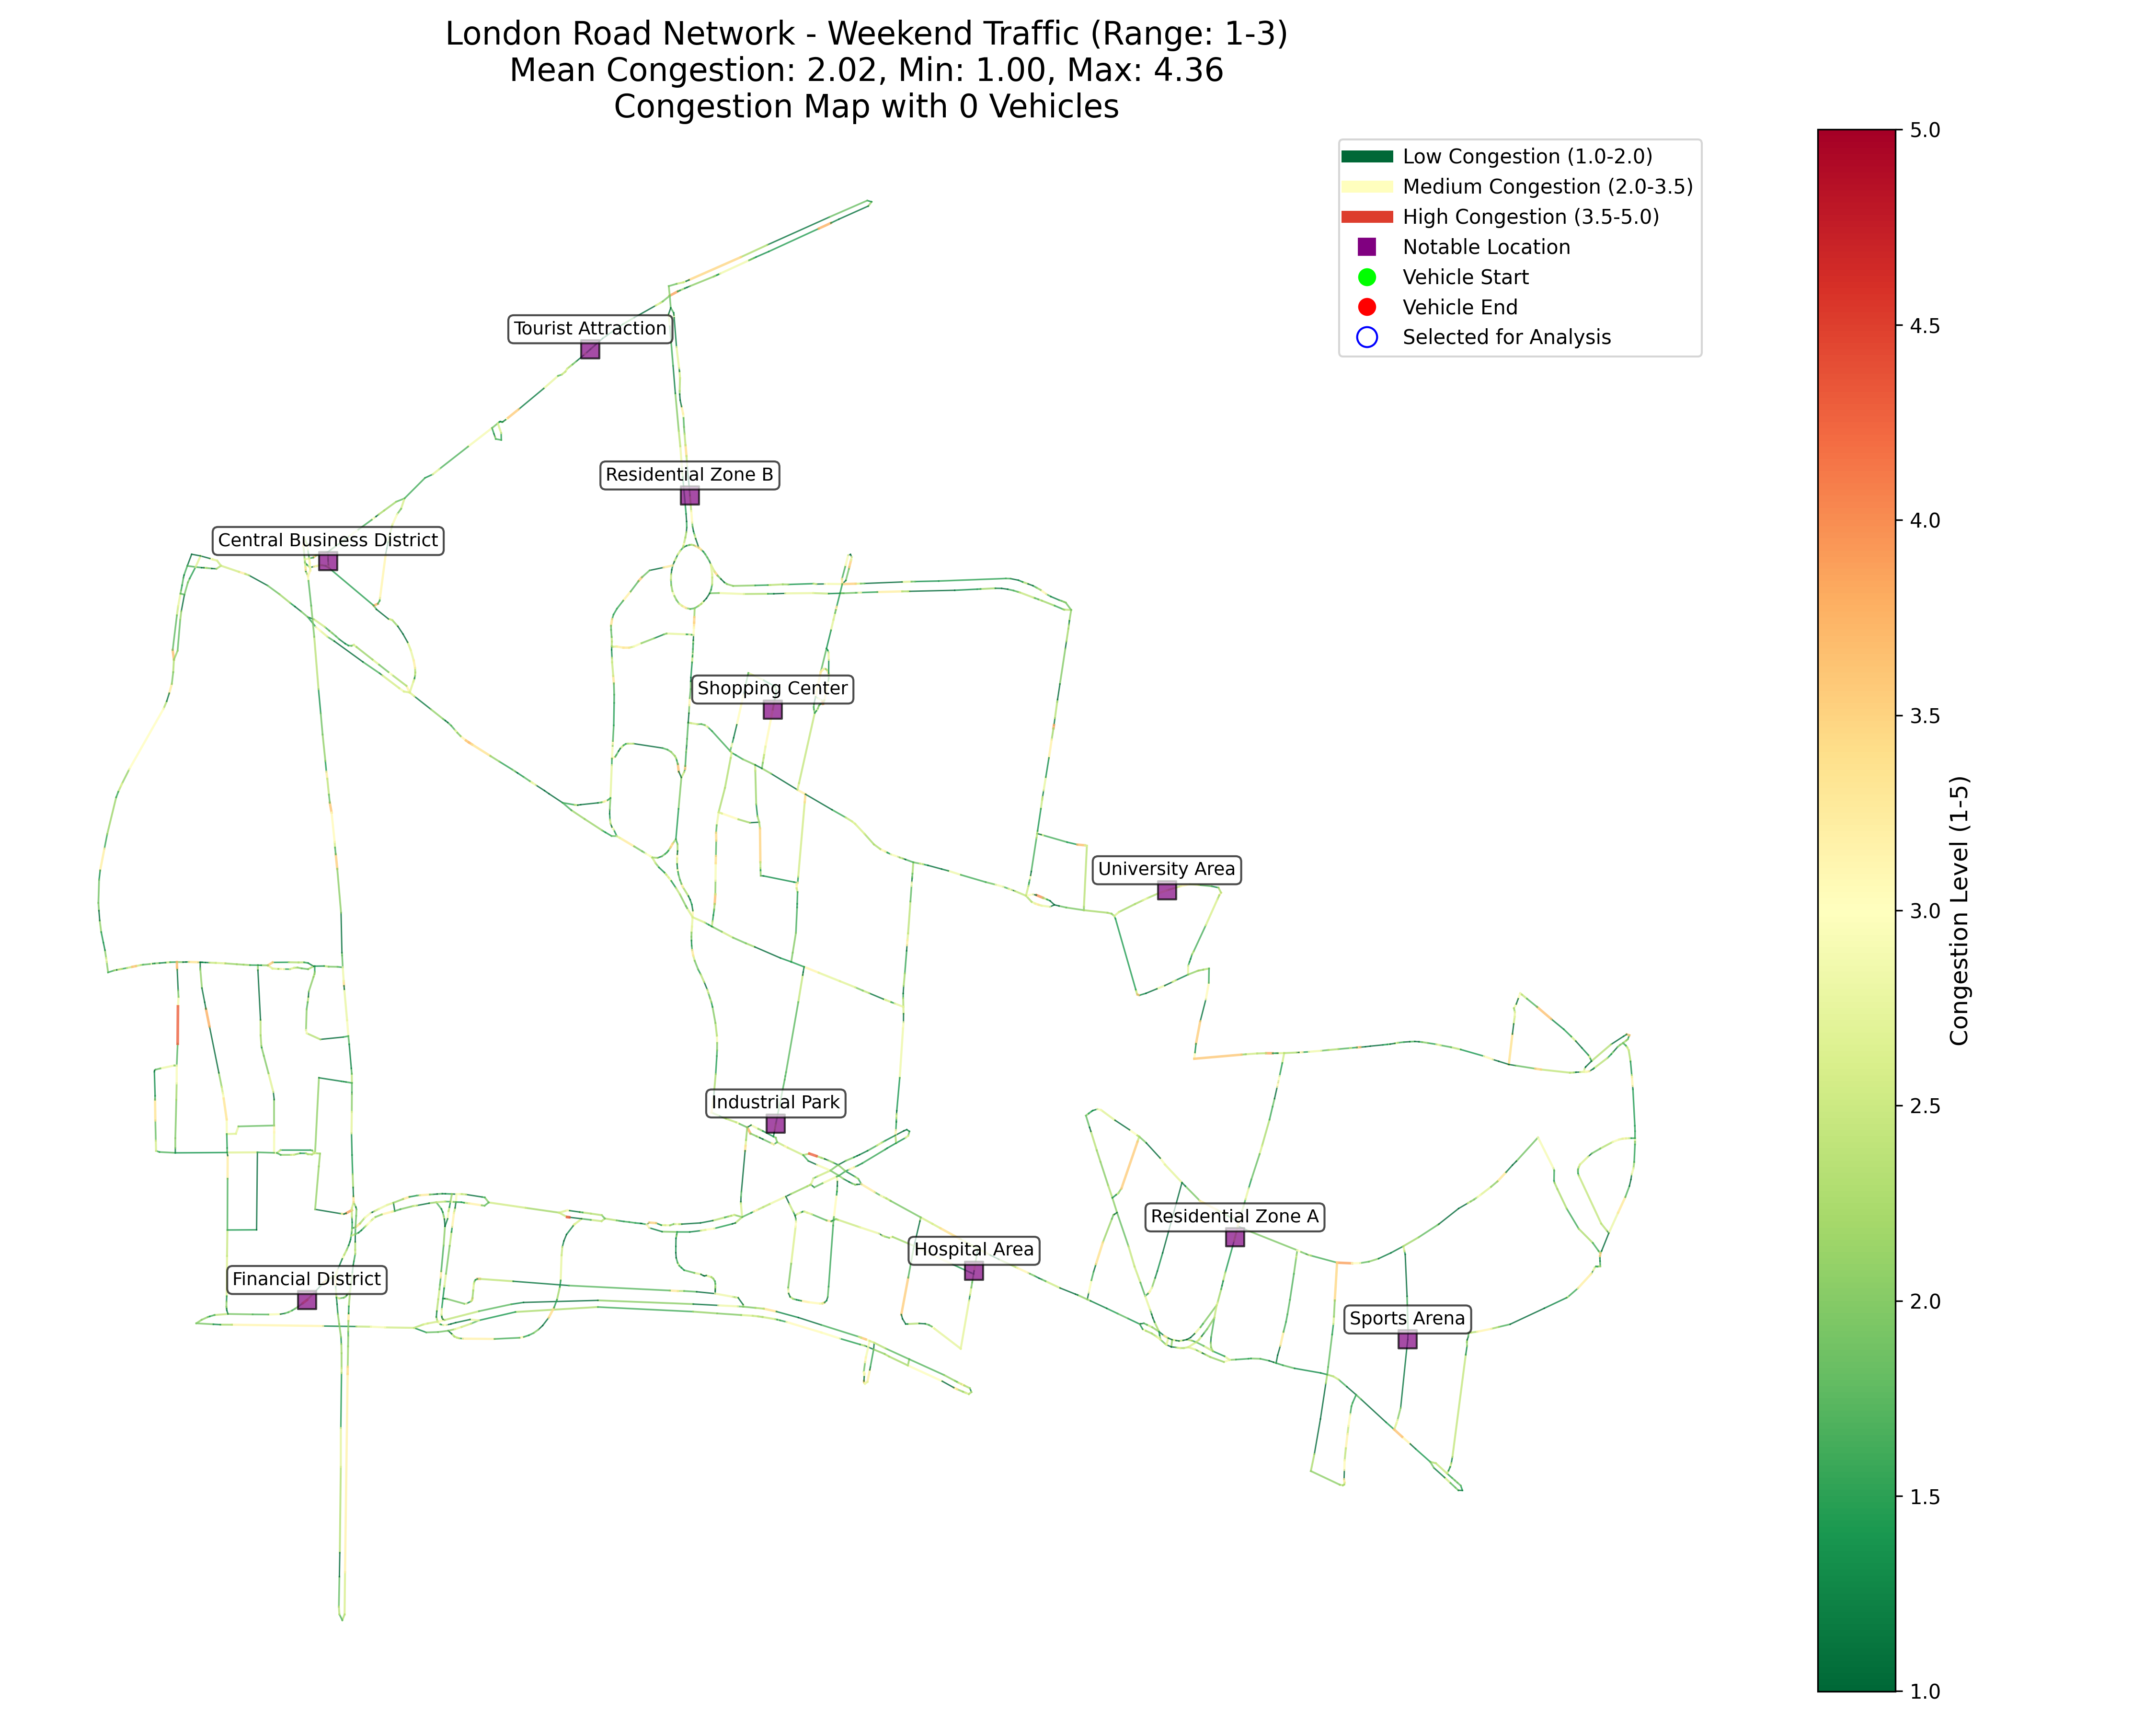 London Road Network - Weekend Traffic (Range: 1-3)
Mean Congestion: 2.02, Min: 1.00, Max: 4.36
Congestion Map with 0 Vehicles
Low Congestion (1.0-2.0)
Medium Congestion (2.0-3.5)
High Congestion (3.5-5.0)
Notable Location
Vehicle Start
Vehicle End
Selected for Analysis
Tourist Attraction
Residential Zone B
Central Business District
Shopping Center
University Area
Industrial Park
Residential Zone A
Hospital Area
Financial District
Sports Arena
5.0
4.5
4.0
3.5
3.0
2.5
2.0
1.5
1.0
Congestion Level (1-5)